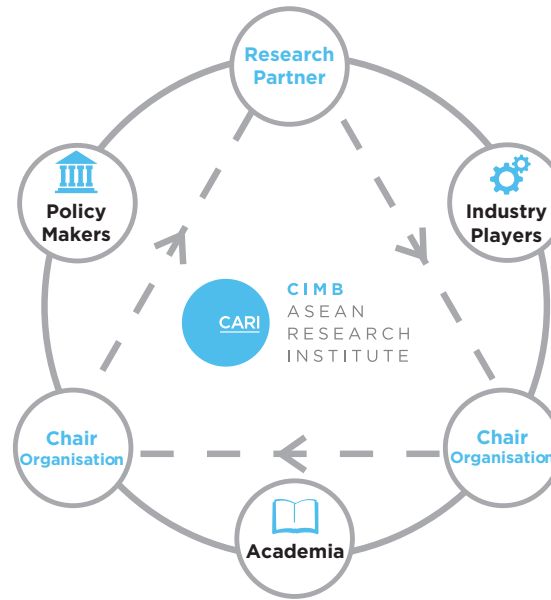 Research
Partner
Policy
Makers
Industry
Players
CARI
CIMB
ASEAN
RESEARCH
INSTITUTE
Chair
Organisation
Chair
Organisation
Academia